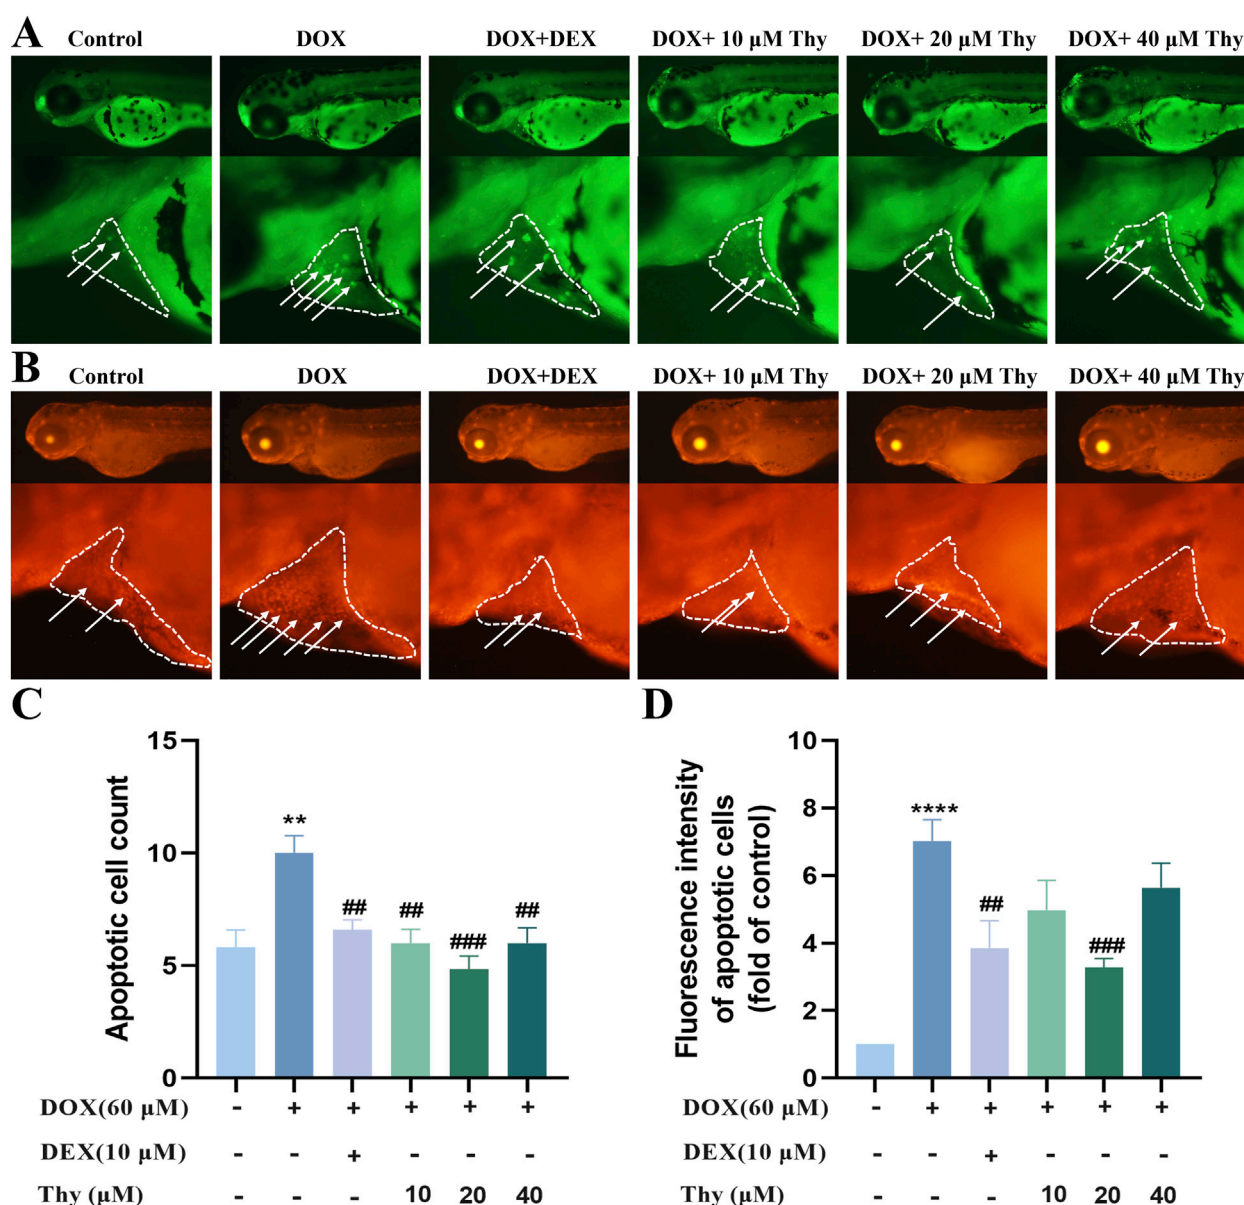 A
Control DOX DOX+DEX DOX+ 10 μM Thy DOX+ 20 μM Thy DOX+ 40 μM Thy
B
Control DOX DOX+DEX DOX+ 10 μM Thy DOX+ 20 μM Thy DOX+ 40 μM Thy
C
Apoptotic cell count
15
10
5
0
**
##
##
###
##
DOX(60 μM) - + + + + +
DEX(10 μM) - - + - - -
Thy (μM) - - - 10 20 40
D
Fluorescence intensity
of apoptotic cells
(fold of control)
10
8
6
4
2
0
****
##
###
DOX(60 μM) - + + + + +
DEX(10 μM) - - + - - -
Thy (μM) - - - 10 20 40